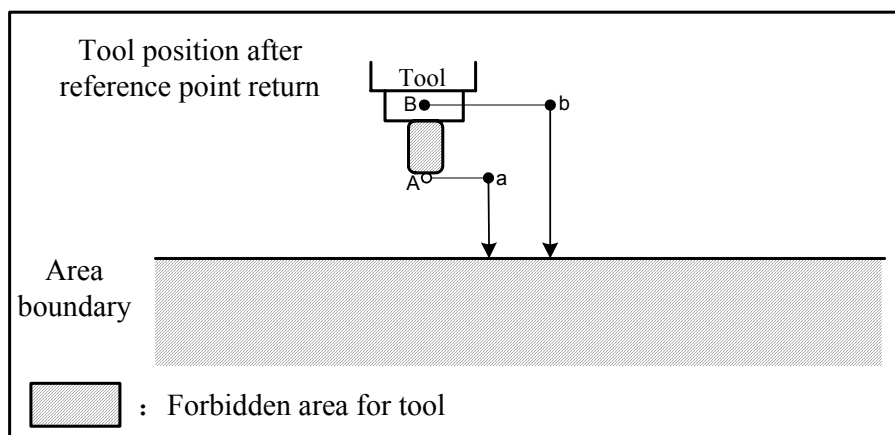 Tool position after
reference point return
Tool
B
b
A
a
Area
boundary
: Forbidden area for tool